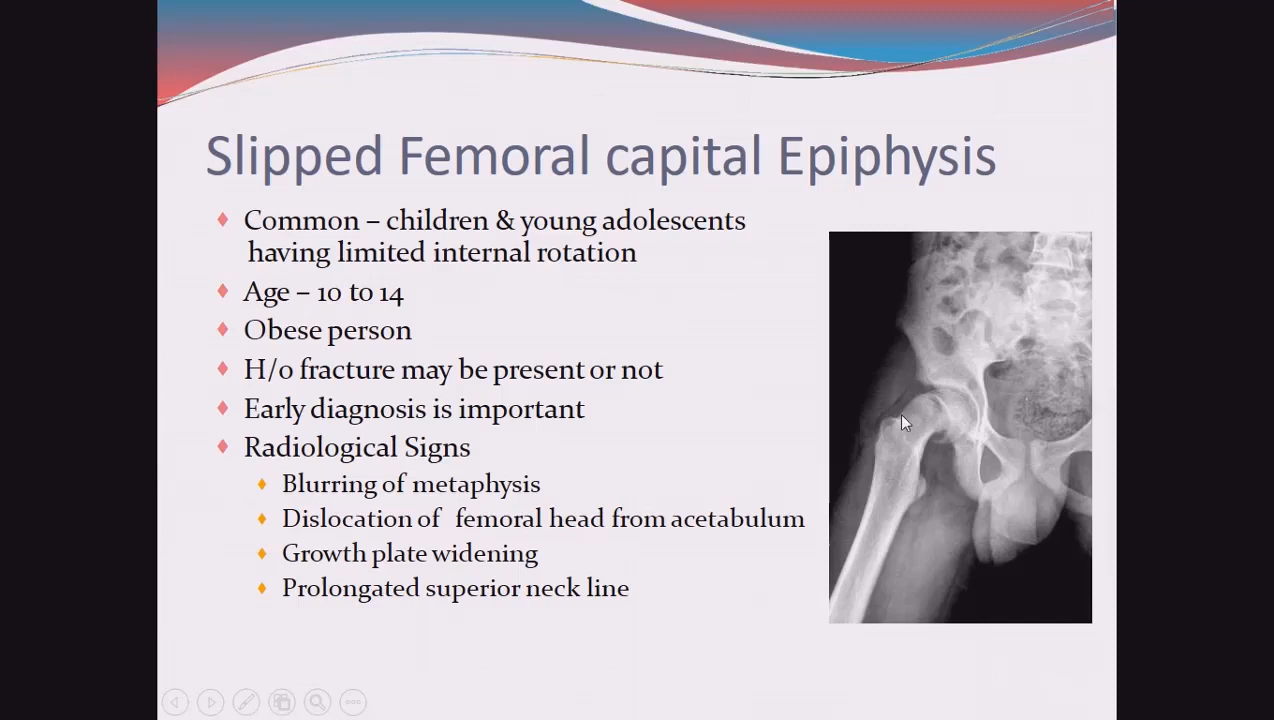 Slipped Femoral capital Epiphysis
Common – children & young adolescents
having limited internal rotation
Age – 10 to 14
Obese person
H/o fracture may be present or not
Early diagnosis is important
Radiological Signs
Blurring of metaphysis
Dislocation of femoral head from acetabulum
Growth plate widening
Prolongated superior neck line